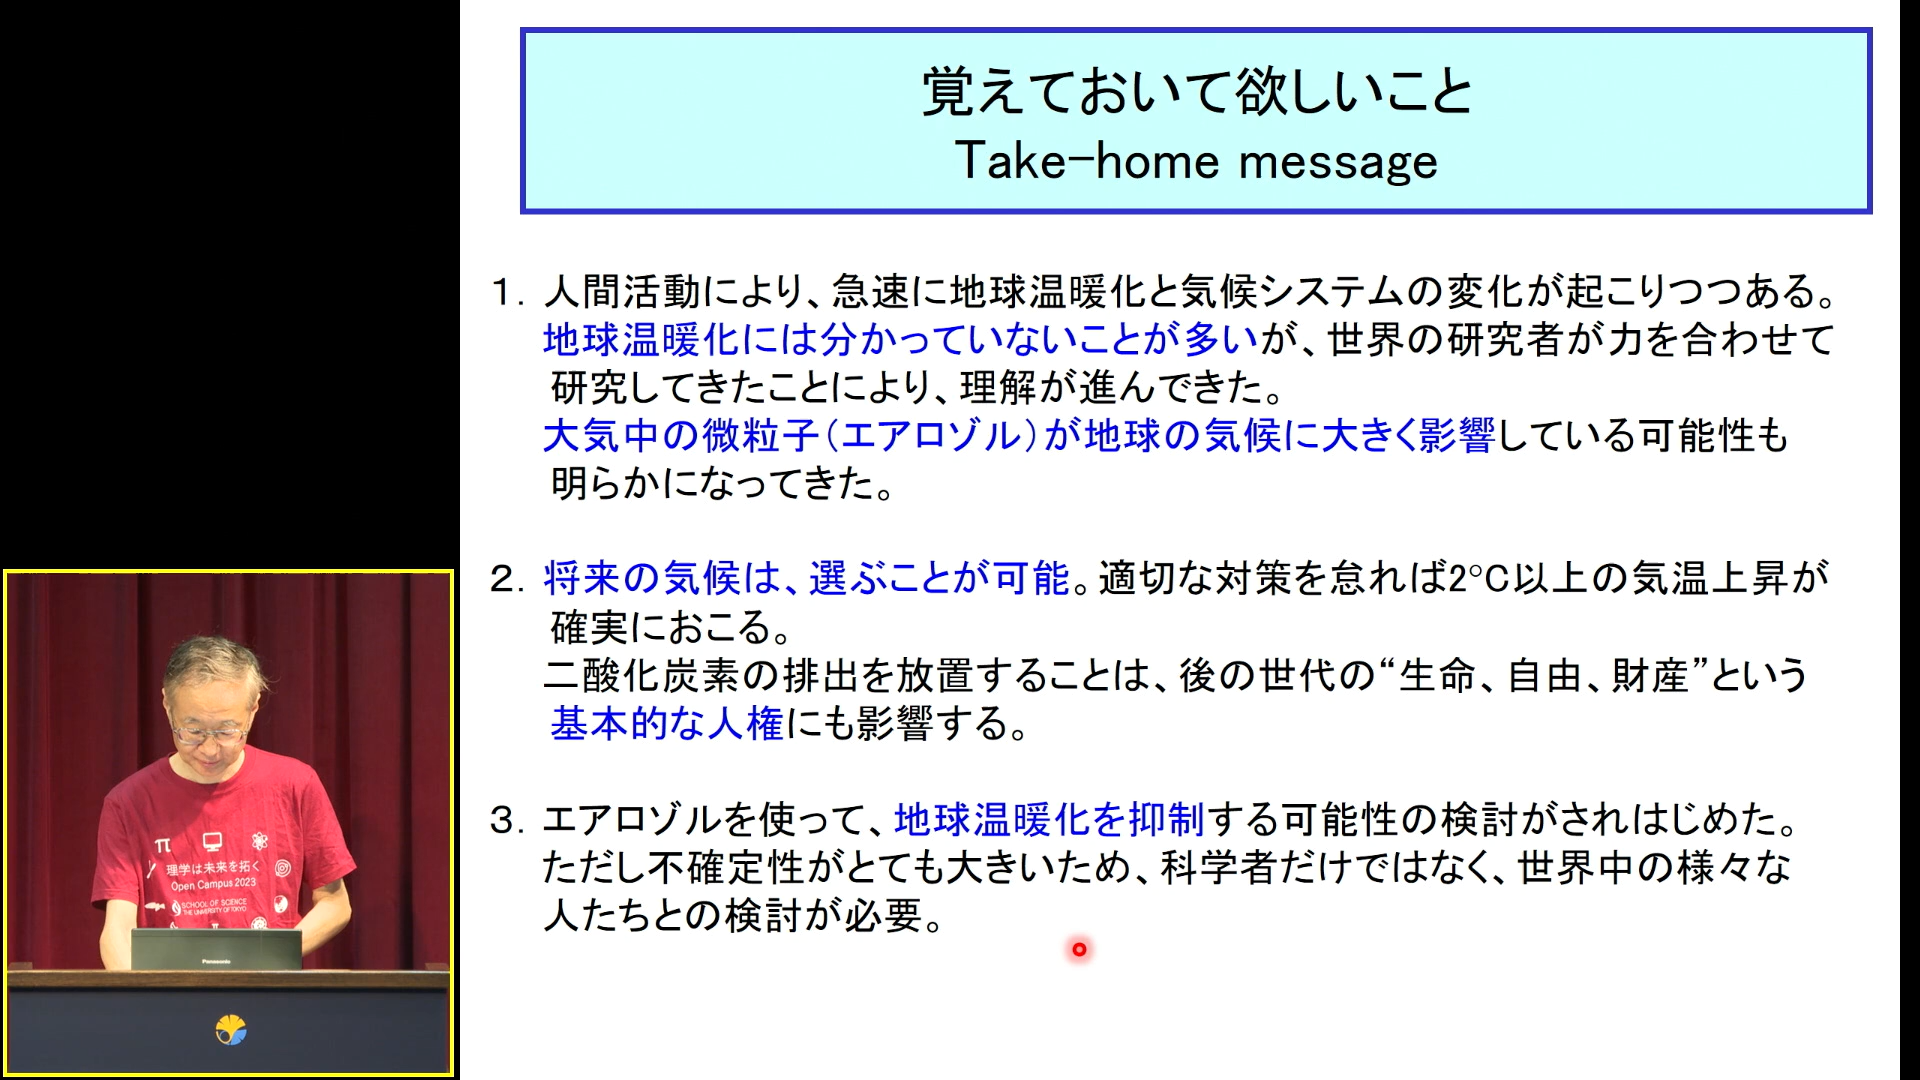 覚えておいて欲しいこと
Take-home message
1. 人間活動により、急速に地球温暖化と気候システムの変化が起こりつつある。
地球温暖化には分かっていないことが多いが、世界の研究者が力を合わせて
研究してきたことにより、理解が進んできた。
大気中の微粒子(エアロゾル)が地球の気候に大きく影響している可能性も
明らかになってきた。
2. 将来の気候は、選ぶことが可能。適切な対策を怠れば2°C以上の気温上昇が
確実におこる。
二酸化炭素の排出を放置することは、後の世代の“生命、自由、財産”という
基本的な人権にも影響する。
3. エアロゾルを使って、地球温暖化を抑制する可能性の検討がされはじめた。
ただし不確定性がとても大きいため、科学者だけではなく、世界中の様々な
人たちとの検討が必要。
π
理学は未来を拓く
Open Campus 2023
SCHOOL OF SCIENCE
THE UNIVERSITY OF TOKYO
Panasonic